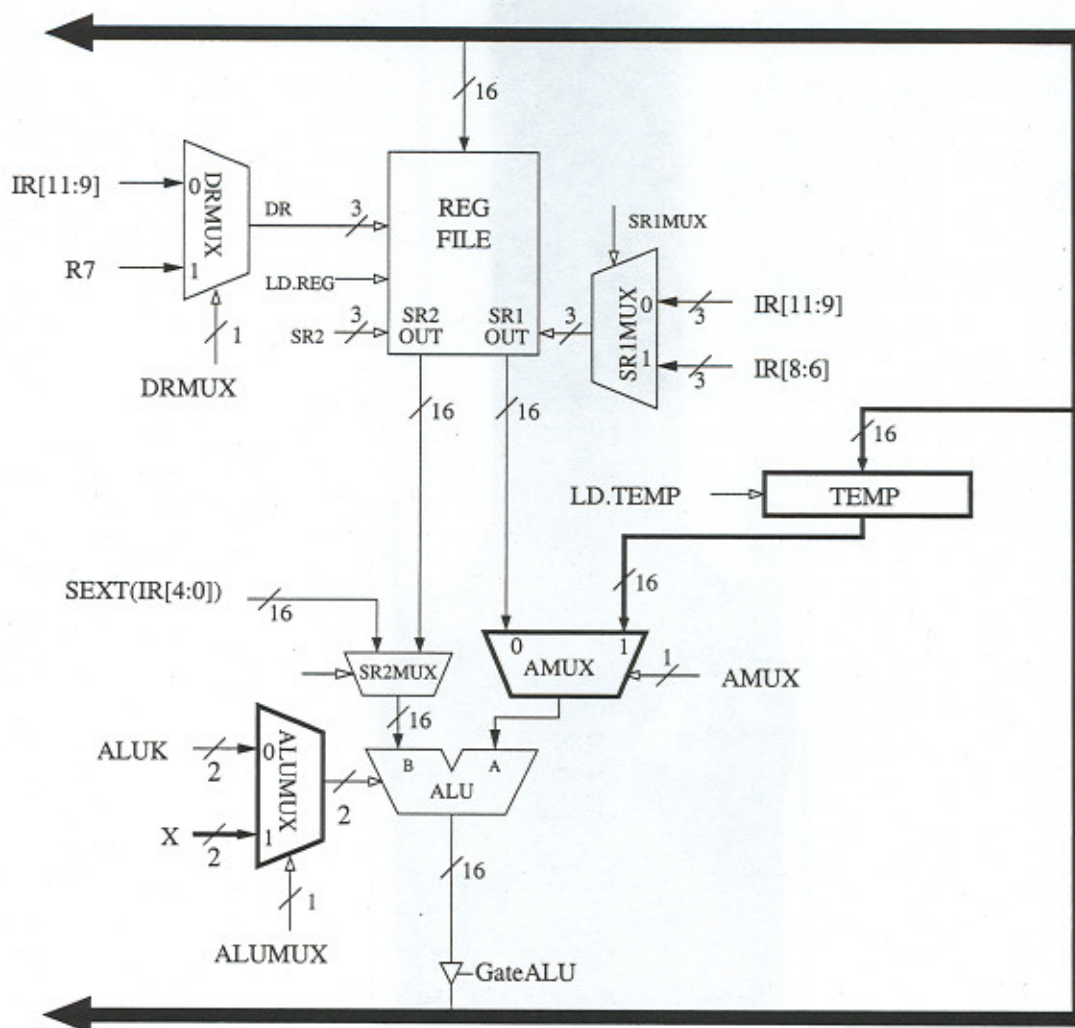 16
IR[11:9]
0
DRMUX
DR
3
REG
FILE
SR1MUX
R7
1
LD.REG
SR2
3
SR2
OUT
SR1
OUT
3
SR1MUX
0
3
IR[11:9]
1
3
IR[8:6]
1
DRMUX
16
16
16
LD.TEMP
TEMP
SEXT(IR[4:0])
16
16
0
1
SR2MUX
AMUX
1
AMUX
16
ALUK
2
0
ALUMUX
B
A
ALU
2
X
2
1
1
16
ALUMUX
GateALU